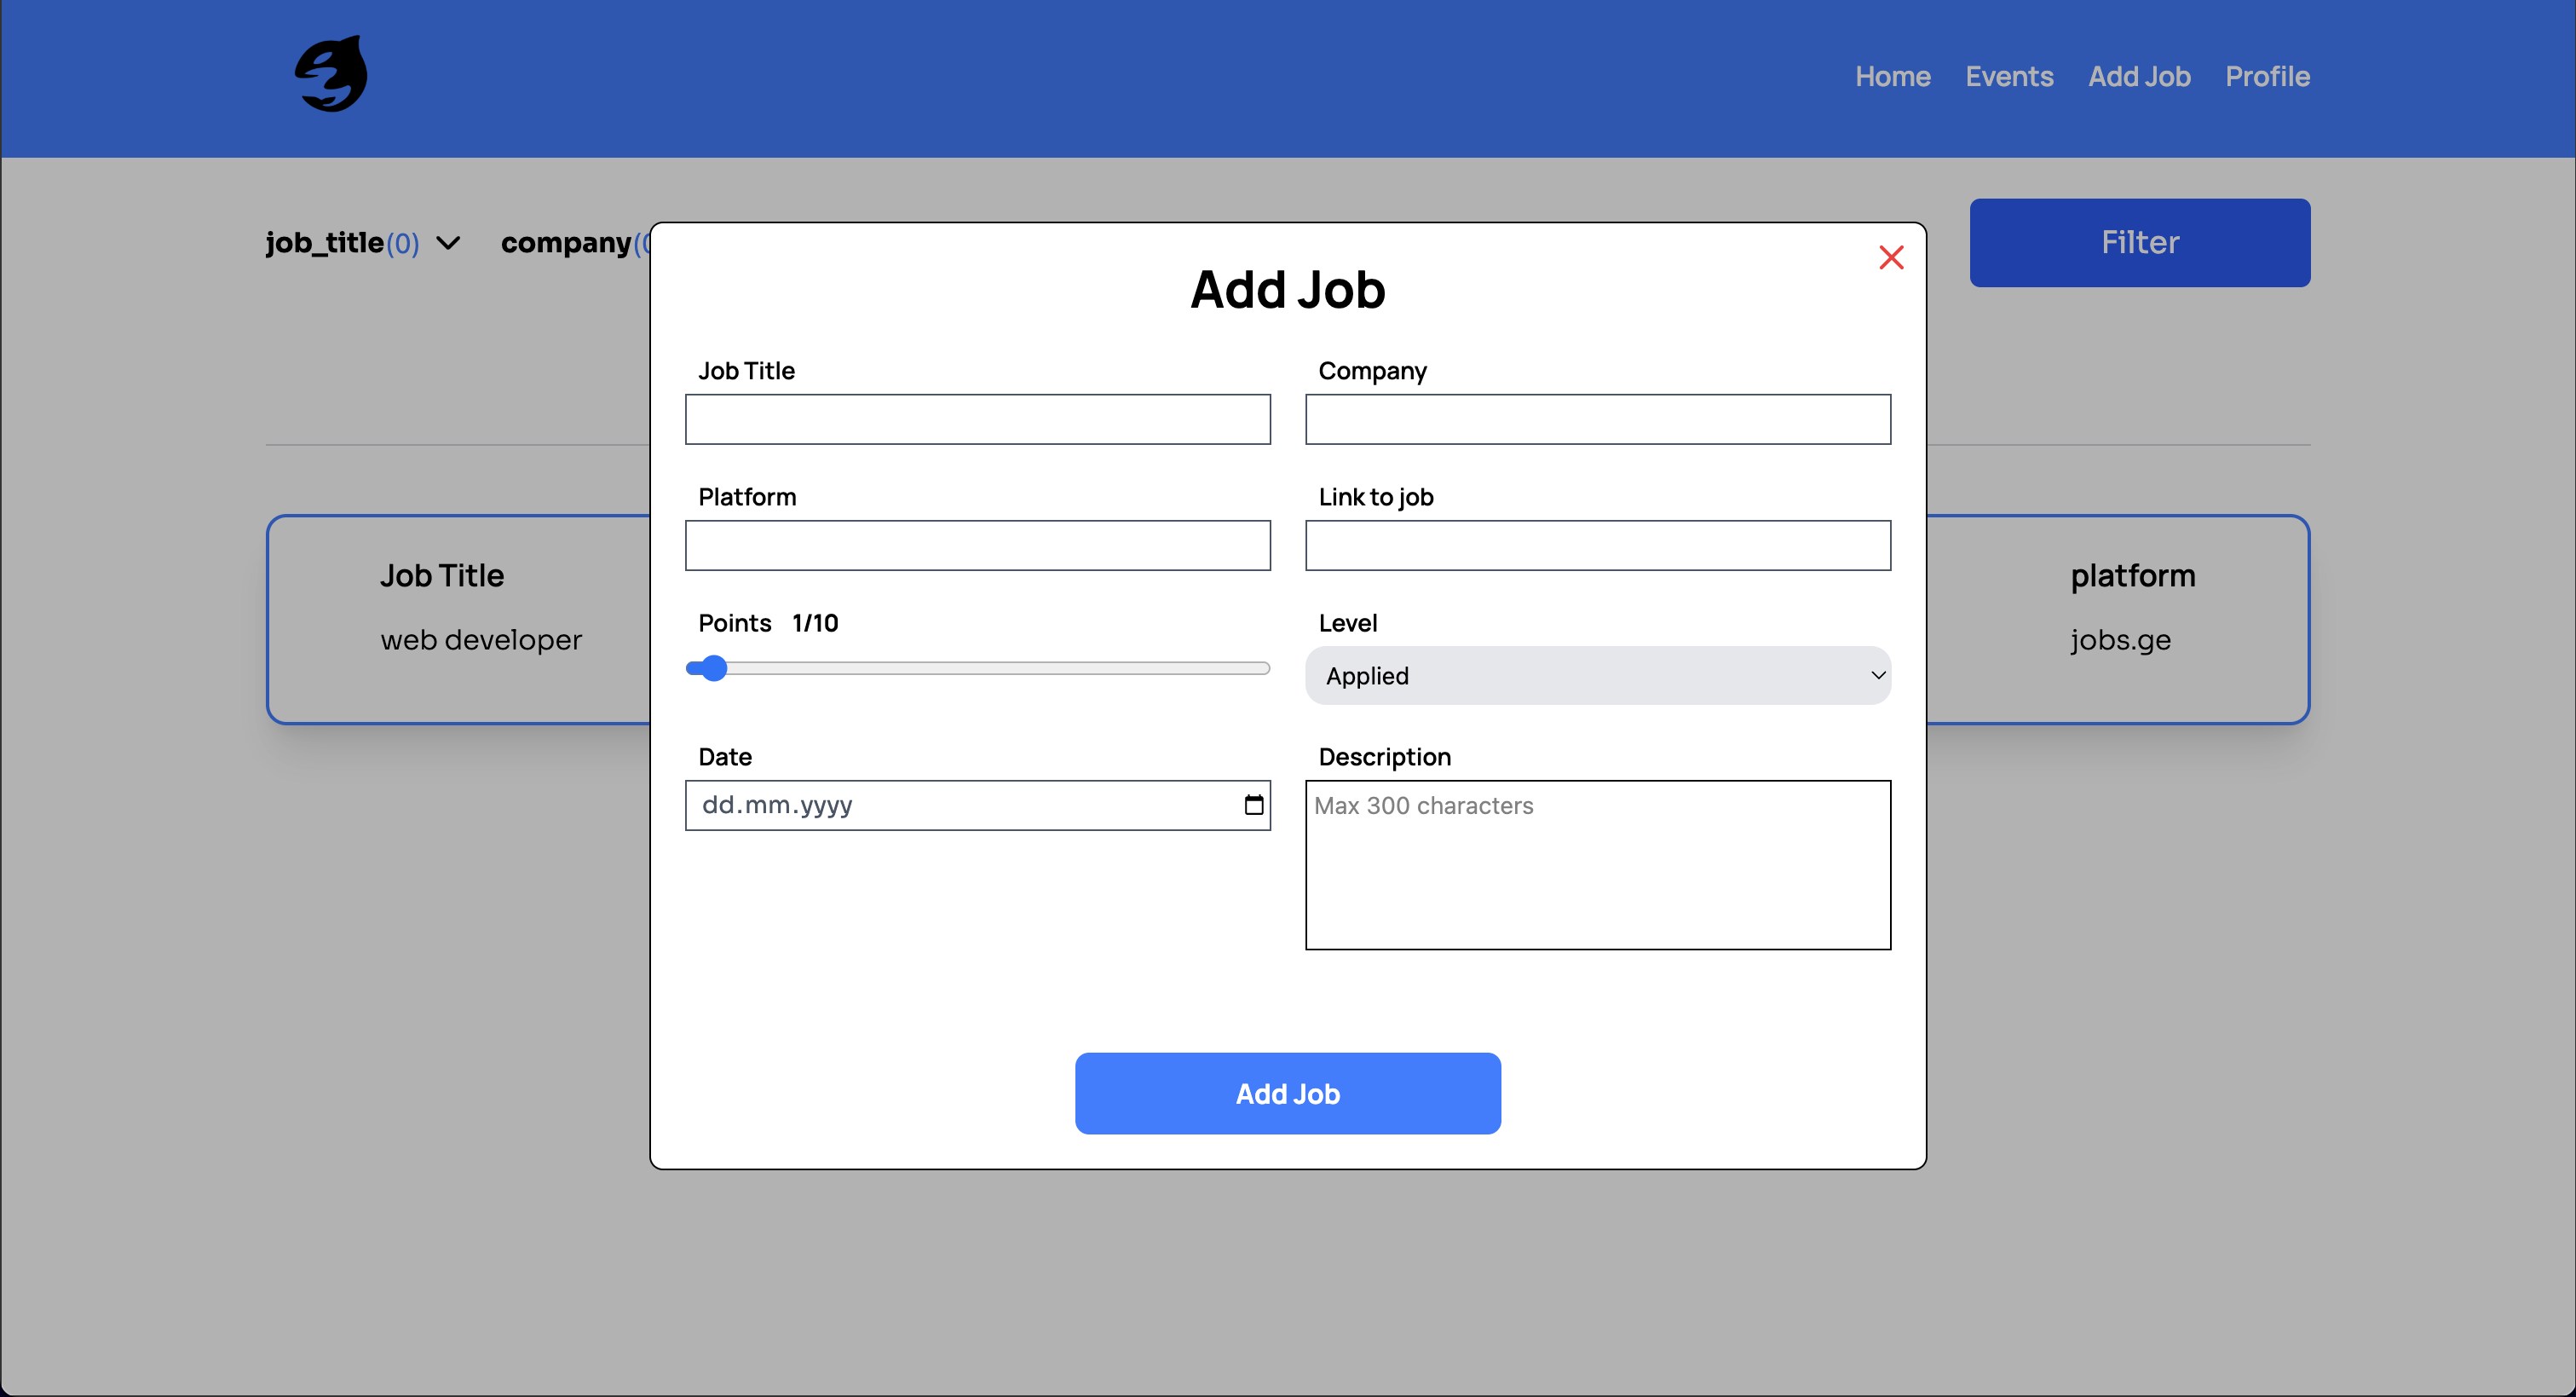 Home Events Add Job Profile
job_title(0) company(0
Filter
Add Job
Job Title
Company
Platform
Link to job
Points 1/10
Level
Applied
Date
dd.mm.yyyy
Description
Max 300 characters
Add Job
Job Title
web developer
platform
jobs.ge